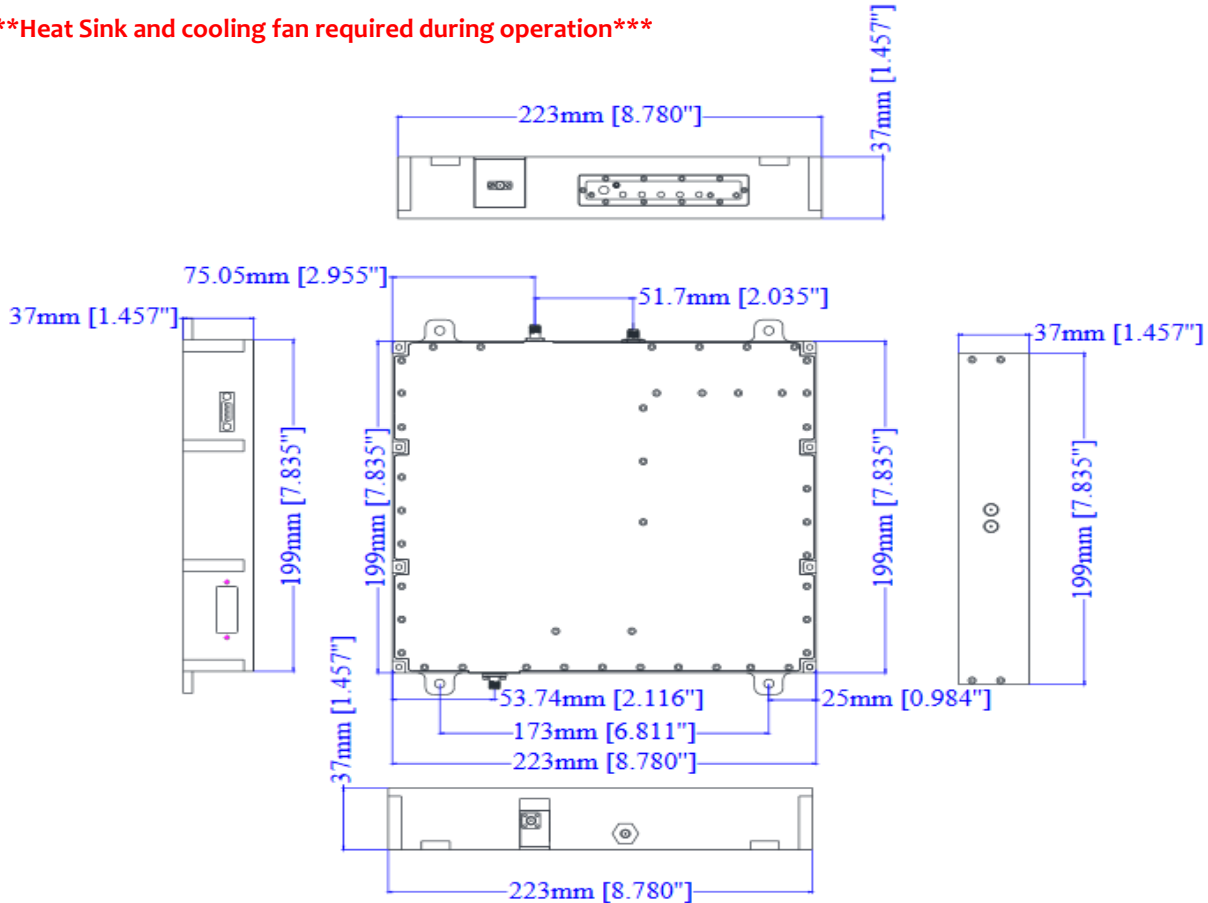 **Heat Sink and cooling fan required during operation***
37mm [1.457"]
223mm [8.780"]
75.05mm [2.955"]
51.7mm [2.035"]
37mm [1.457"]
37mm [1.457"]
199mm [7.835"]
199mm [7.835"]
199mm [7.835"]
199mm [7.835"]
53.74mm [2.116"]
25mm [0.984"]
37mm [1.457"]
173mm [6.811"]
223mm [8.780"]
223mm [8.780"]